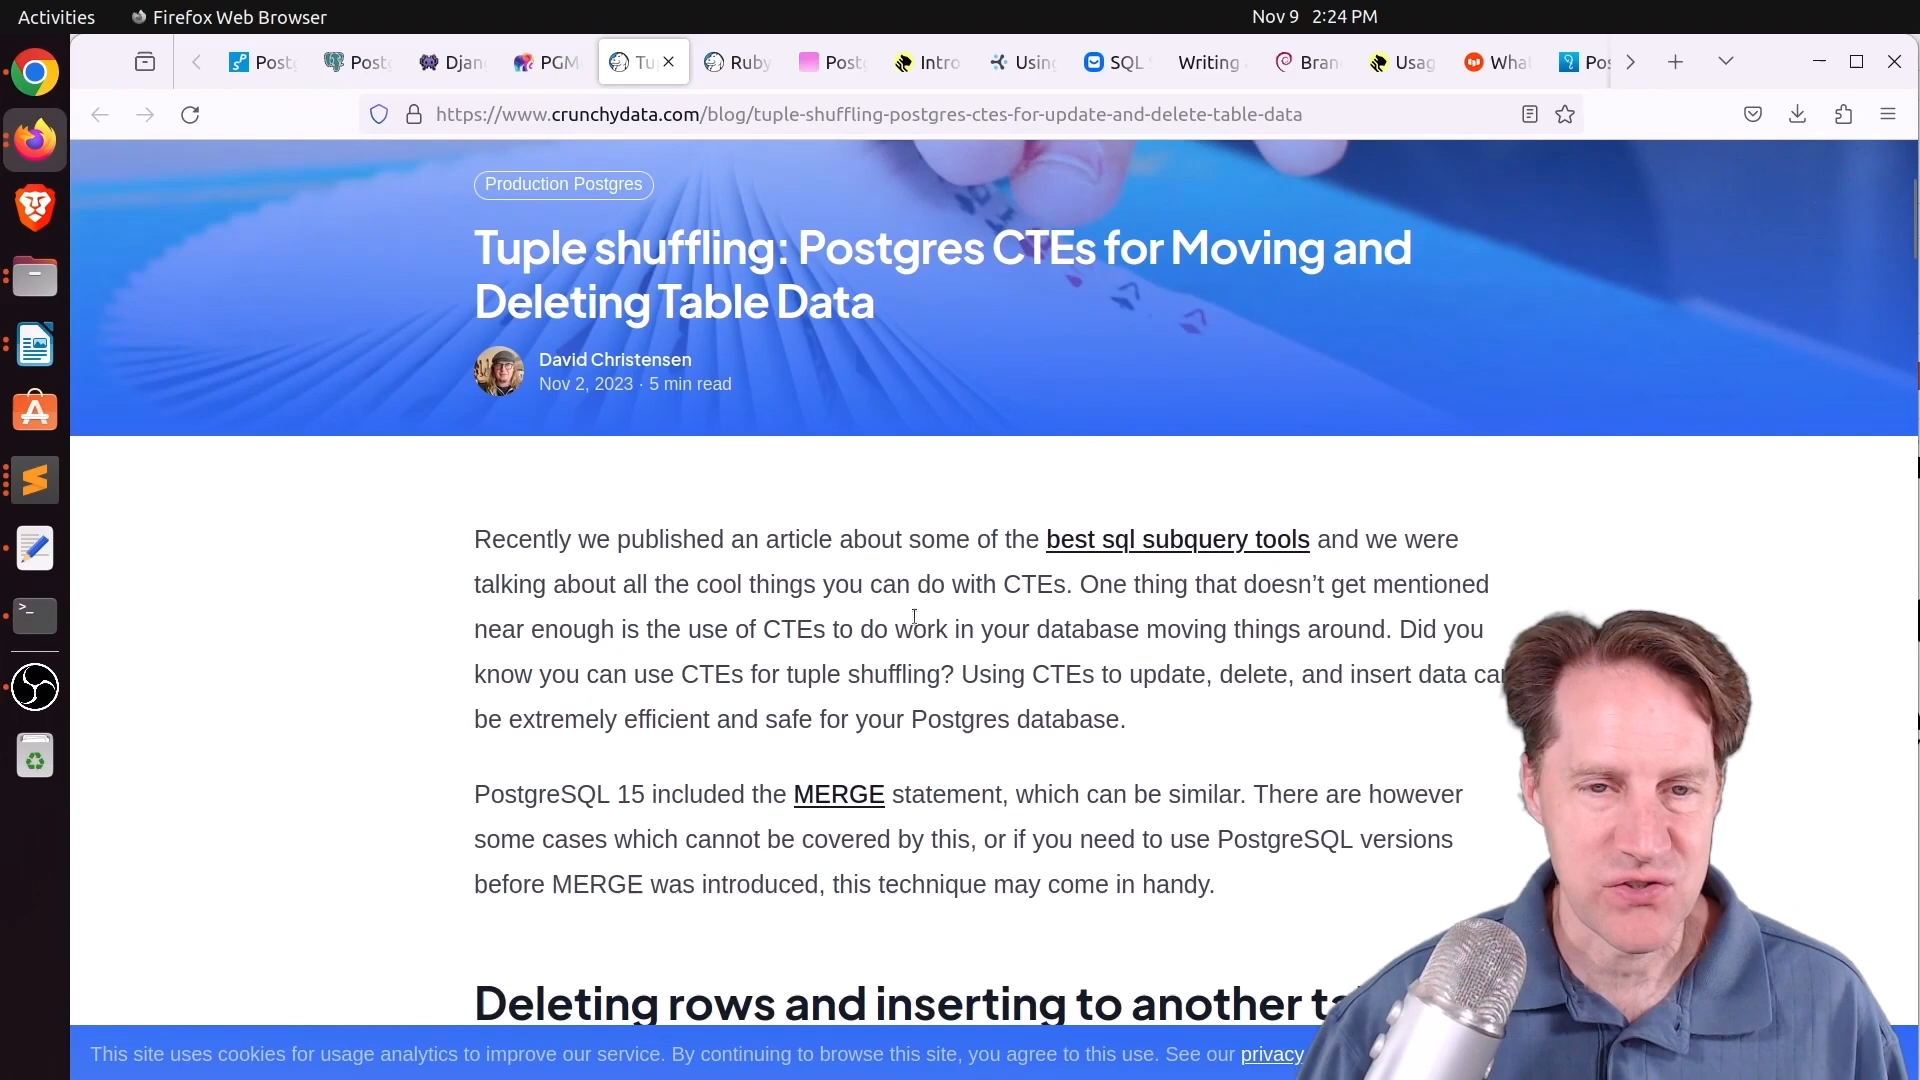 Activities
Firefox Web Browser
Nov 9 2:24 PM
Post
Post
Djan
PGM
Tu
Ruby
Post
Intro
Using
SQL
Writing
Bran
Usag
What
Pos
https://www.crunchydata.com/blog/tuple-shuffling-postgres-ctes-for-update-and-delete-table-data
Production Postgres
Tuple shuffling: Postgres CTEs for Moving and
Deleting Table Data
David Christensen
Nov 2, 2023 · 5 min read
Recently we published an article about some of the best sql subquery tools and we were
talking about all the cool things you can do with CTEs. One thing that doesn’t get mentioned
near enough is the use of CTEs to do work in your database moving things around. Did you
know you can use CTEs for tuple shuffling? Using CTEs to update, delete, and insert data can
be extremely efficient and safe for your Postgres database.
PostgreSQL 15 included the MERGE statement, which can be similar. There are however
some cases which cannot be covered by this, or if you need to use PostgreSQL versions
before MERGE was introduced, this technique may come in handy.
Deleting rows and inserting to another ta
This site uses cookies for usage analytics to improve our service. By continuing to browse this site, you agree to this use. See our privacy